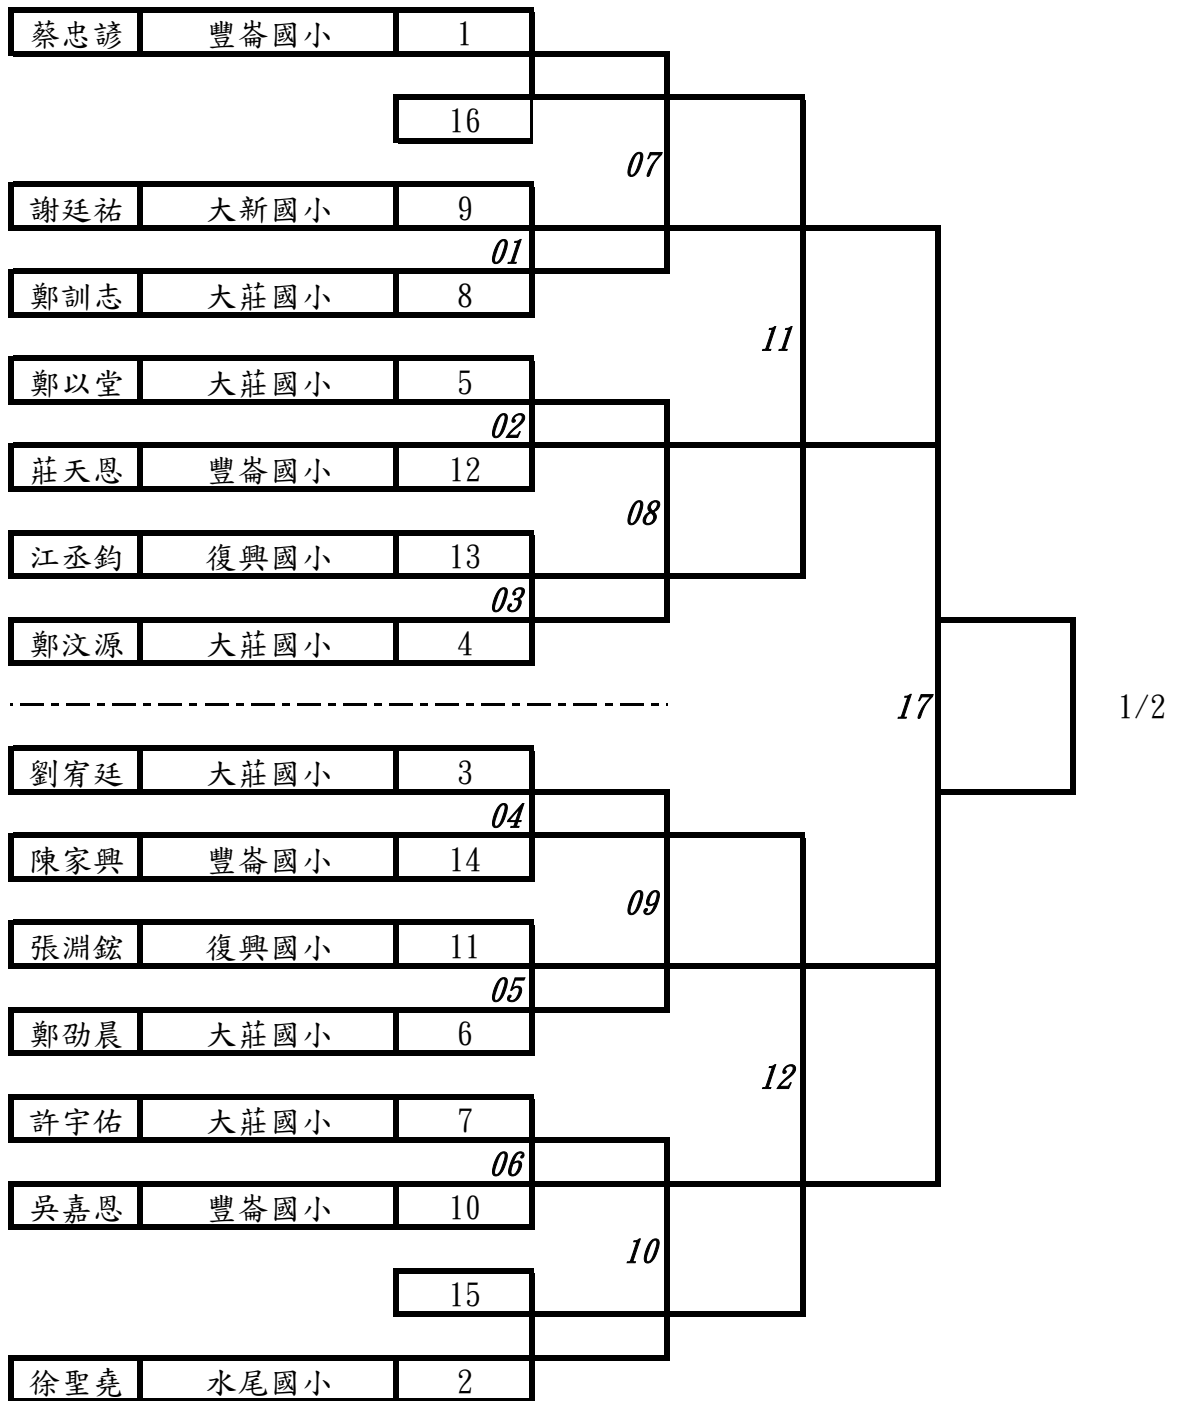 蔡忠諺 豐崙國小 1
16
07
謝廷祐 大新國小 9
01
鄭訓志 大莊國小 8
11
鄭以堂 大莊國小 5
02
莊天恩 豐崙國小 12
08
江丞鈞 復興國小 13
03
鄭汶源 大莊國小 4
17 1/2
劉宥廷 大莊國小 3
04
陳家興 豐崙國小 14
09
張淵鋐 復興國小 11
05
鄭劭晨 大莊國小 6
12
許宇佑 大莊國小 7
06
吳嘉恩 豐崙國小 10
10
15
徐聖堯 水尾國小 2